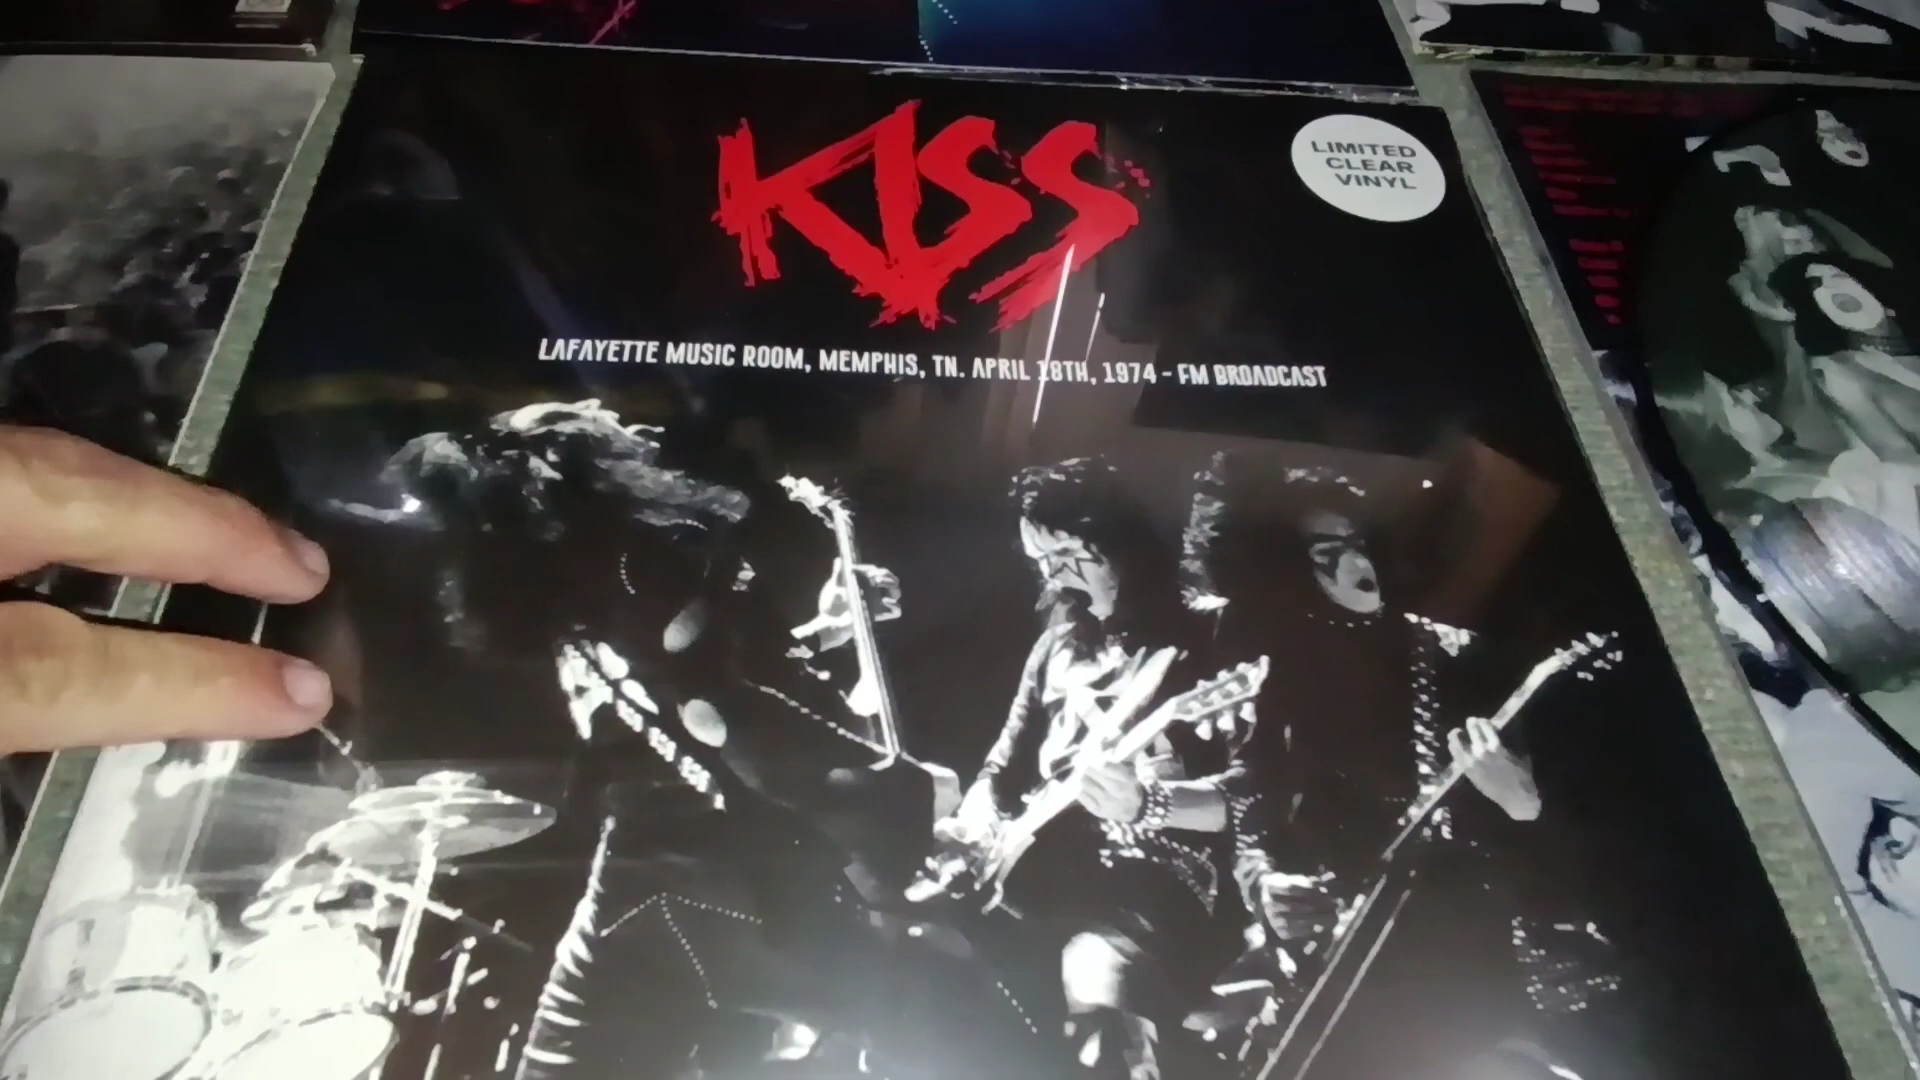 KISS
LIMITED
CLEAR
VINYL
LAFAYETTE MUSIC ROOM, MEMPHIS, TN. APRIL 18TH, 1974 - FM BROADCAST